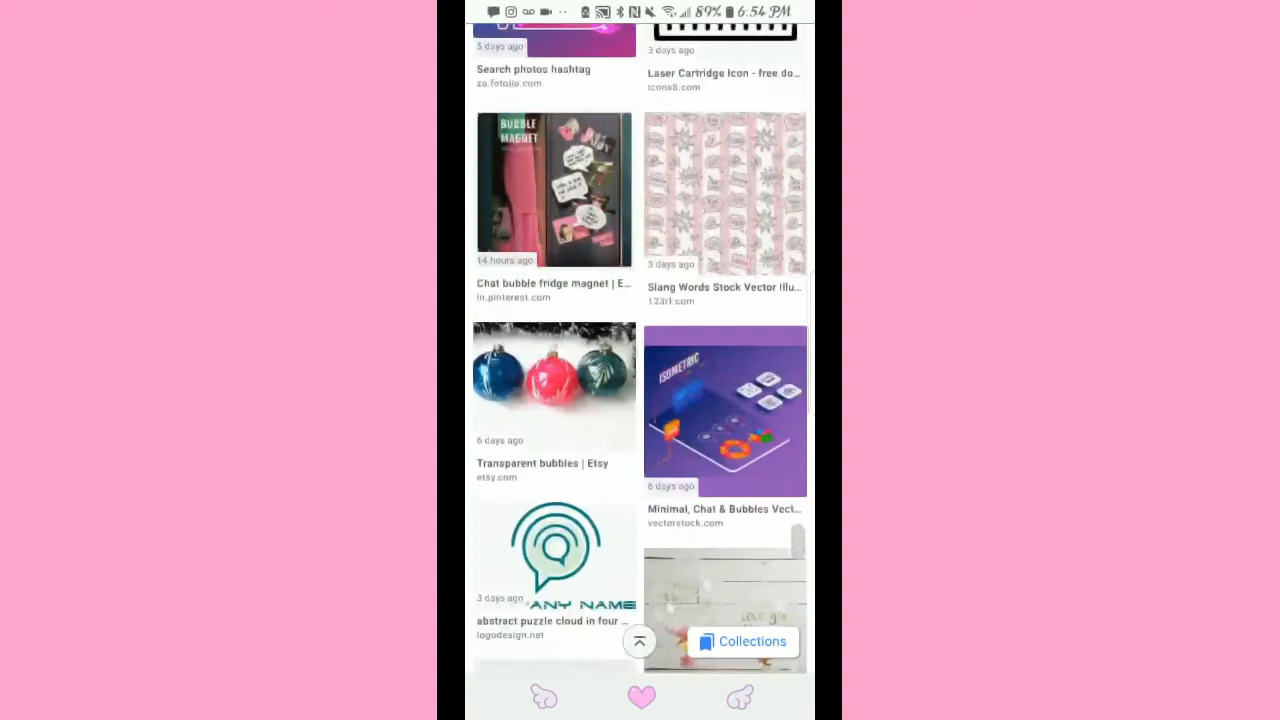 89% 6:54 PM
5 days ago
Search photos hashtag
za.fotolia.com
3 days ago
Laser Cartridge Icon - free do...
icons8.com
BUBBLE
MAGNET
14 hours ago
Chat bubble fridge magnet | E...
in.pinterest.com
3 days ago
Slang Words Stock Vector Illu...
123rf.com
6 days ago
Transparent bubbles | Etsy
etsy.com
ISOMETRIC
6 days ago
Minimal, Chat & Bubbles Vect...
vectorstock.com
3 days ago
ANY NAME
abstract puzzle cloud in four ...
logodesign.net
Love you
Collections